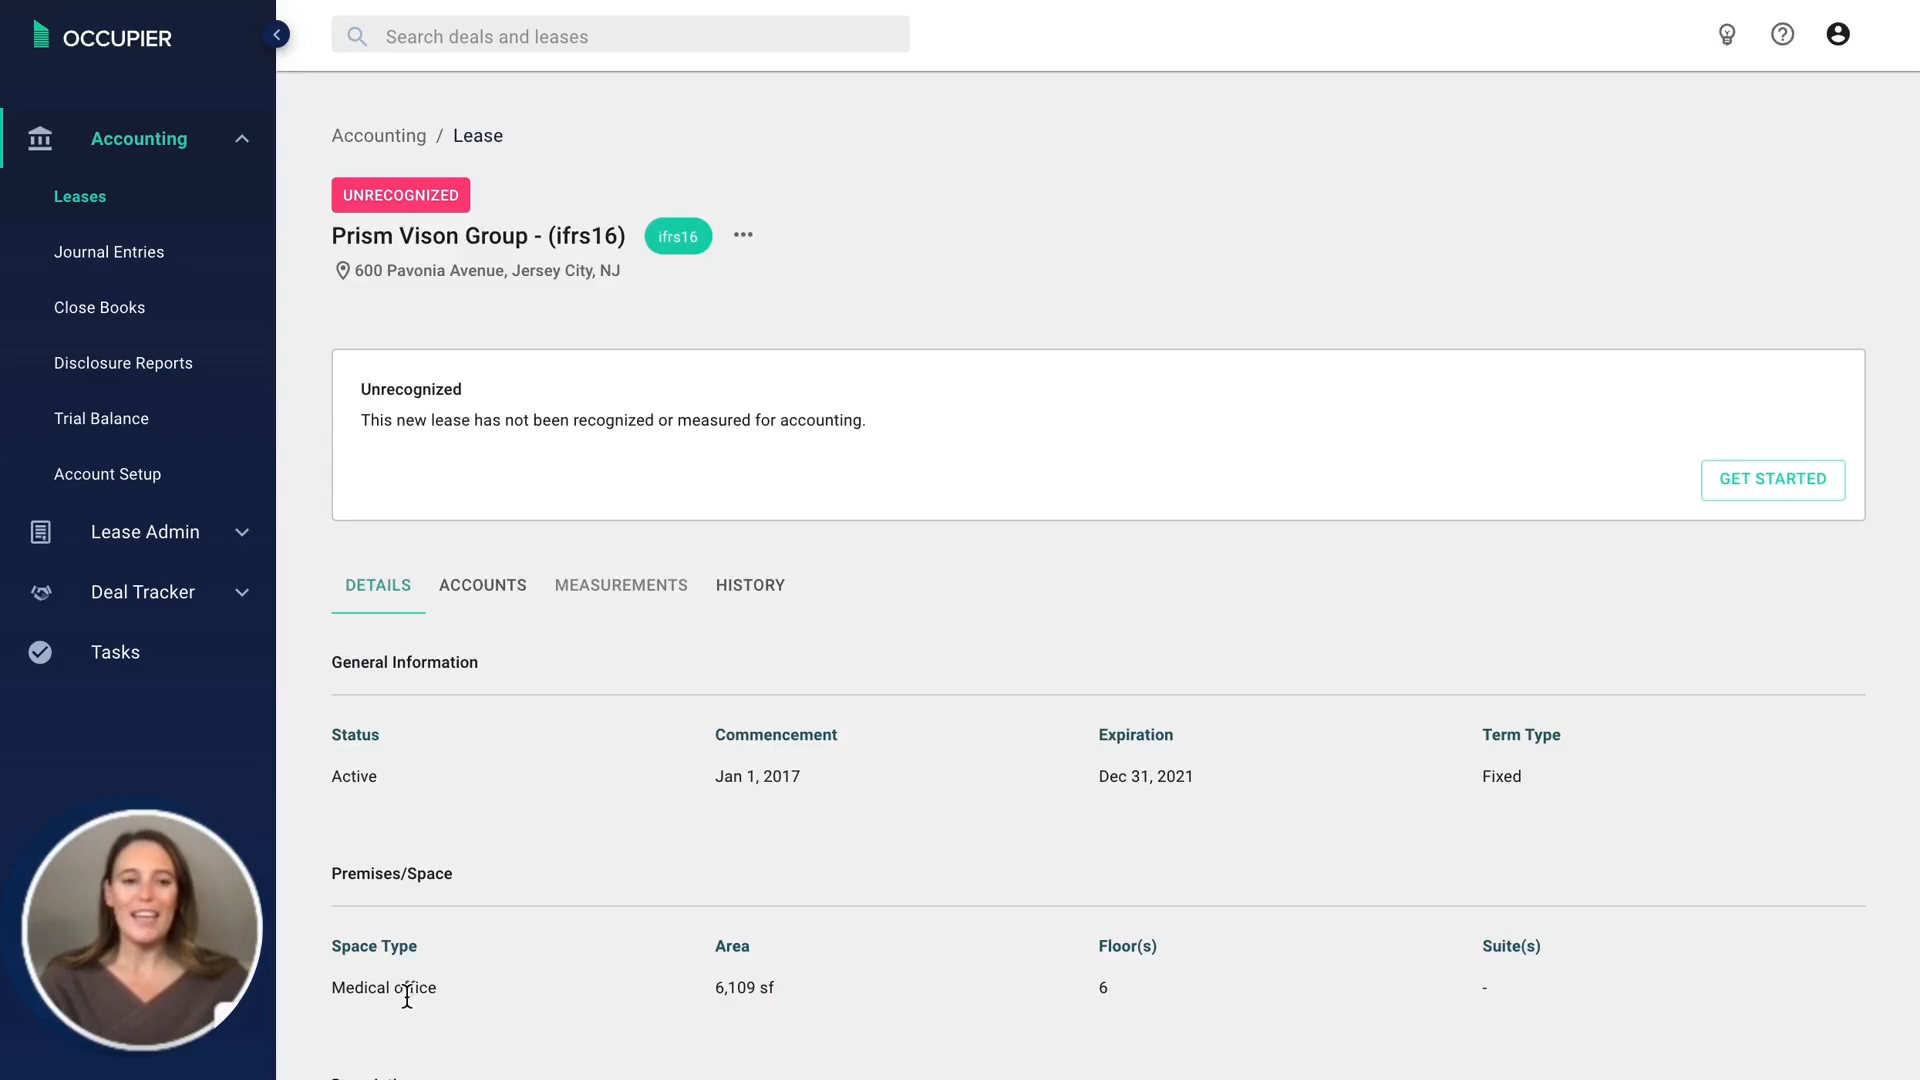 OCCUPIER
Search deals and leases
Accounting
Leases
Journal Entries
Close Books
Disclosure Reports
Trial Balance
Account Setup
Lease Admin
Deal Tracker
Tasks
Accounting / Lease
UNRECOGNIZED
Prism Vison Group - (ifrs16) ifrs16
600 Pavonia Avenue, Jersey City, NJ
Unrecognized
This new lease has not been recognized or measured for accounting.
GET STARTED
DETAILS ACCOUNTS MEASUREMENTS HISTORY
General Information
Status Commencement Expiration Term Type
Active Jan 1, 2017 Dec 31, 2021 Fixed
Premises/Space
Space Type Area Floor(s) Suite(s)
Medical office 6,109 sf 6 -